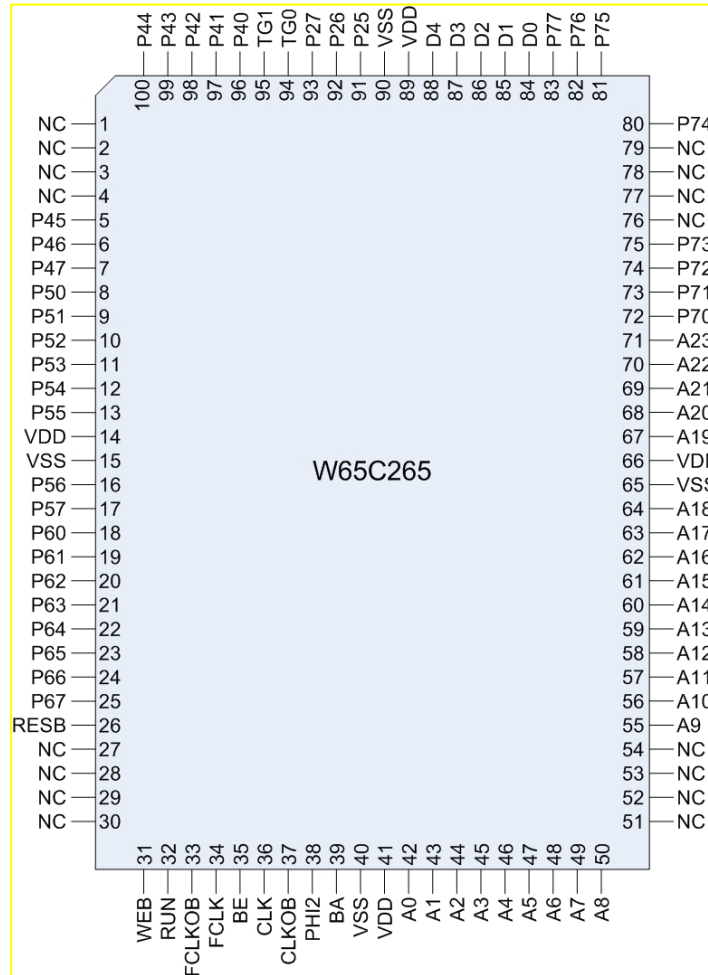 P44 P43 P42 P41 P40 TG1 TG0 P27 P26 P25 VSS VDD D4 D3 D2 D1 D0 P77 P76 P75
100 99 98 97 96 95 94 93 92 91 90 89 88 87 86 85 84 83 82 81
NC 1 80 P74
NC 2 79 NC
NC 3 78 NC
NC 4 77 NC
P45 5 76 NC
P46 6 75 P73
P47 7 74 P72
P50 8 73 P71
P51 9 72 P70
P52 10 71 A23
P53 11 70 A22
P54 12 69 A21
P55 13 68 A20
VDD 14 67 A19
VSS 15 66 VDD
P56 16 65 VSS
P57 17 64 A18
P60 18 63 A17
P61 19 62 A16
P62 20 61 A15
P63 21 60 A14
P64 22 59 A13
P65 23 58 A12
P66 24 57 A11
P67 25 56 A10
RESB 26 55 A9
NC 27 54 NC
NC 28 53 NC
NC 29 52 NC
NC 30 51 NC
W65C265
31 32 33 34 35 36 37 38 39 40 41 42 43 44 45 46 47 48 49 50
WEB RUN FCLKOB FCLK BE CLK CLKOB PHI2 BA VSS VDD A0 A1 A2 A3 A4 A5 A6 A7 A8